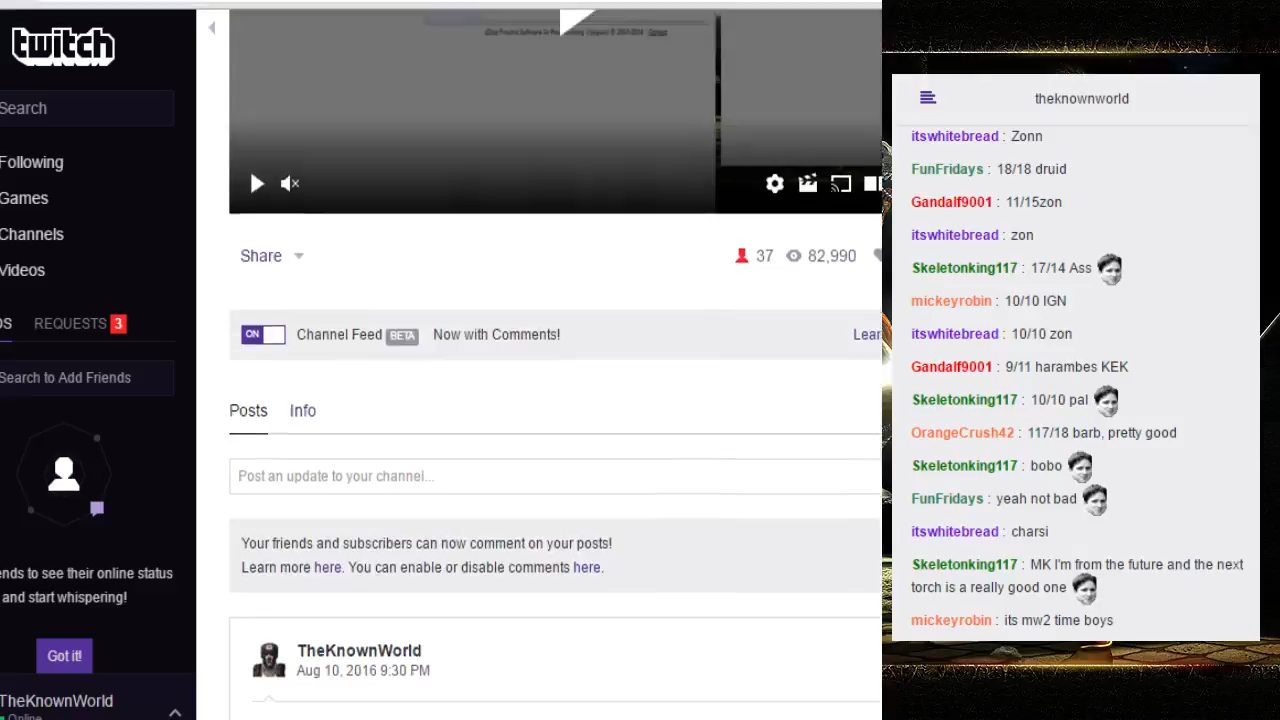 twitch
Search
Following
Games
Channels
Videos
REQUESTS 3
Search to Add Friends
ends to see their online status
and start whispering!
Got it!
TheKnownWorld
Online
Share
37 82,990
ON Channel Feed BETA Now with Comments!
Lear
Posts Info
Post an update to your channel...
Your friends and subscribers can now comment on your posts!
Learn more here. You can enable or disable comments here.
TheKnownWorld
Aug 10, 2016 9:30 PM
theknownworld
itswhitebread : Zonn
FunFridays : 18/18 druid
Gandalf9001 : 11/15zon
itswhitebread : zon
Skeletonking117 : 17/14 Ass
mickeyrobin : 10/10 IGN
itswhitebread : 10/10 zon
Gandalf9001 : 9/11 harambes KEK
Skeletonking117 : 10/10 pal
OrangeCrush42 : 117/18 barb, pretty good
Skeletonking117 : bobo
FunFridays : yeah not bad
itswhitebread : charsi
Skeletonking117 : MK I'm from the future and the next
torch is a really good one
mickeyrobin : its mw2 time boys